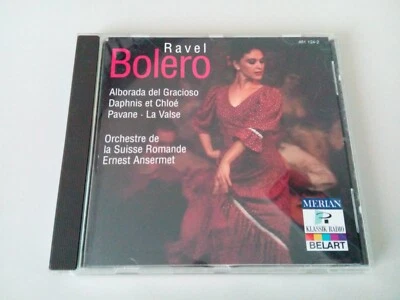 Ravel
Bolero
Alborada del Gracioso
Daphnis et Chloé
Pavane - La Valse
Orchestre de
la Suisse Romande
Ernest Ansermet
MERIAN
KLASSIK RADIO
BELART